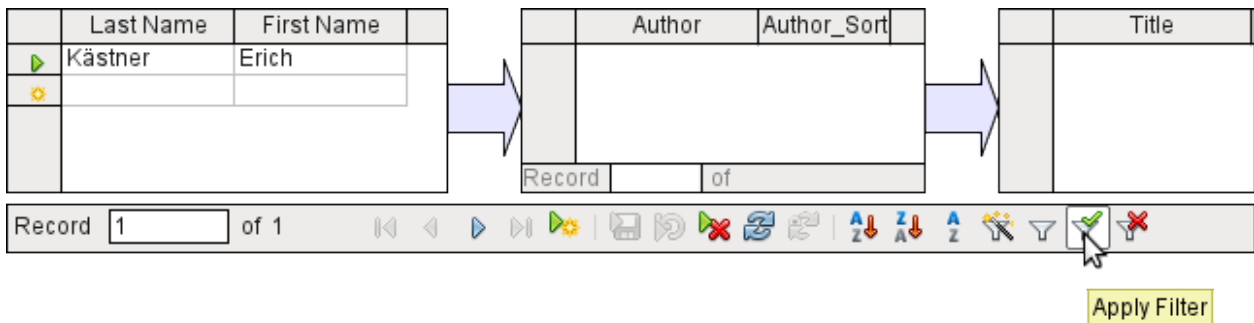 Last Name First Name
Kästner Erich
Author Author_Sort
Record of
Title
Record 1 of 1
Apply Filter